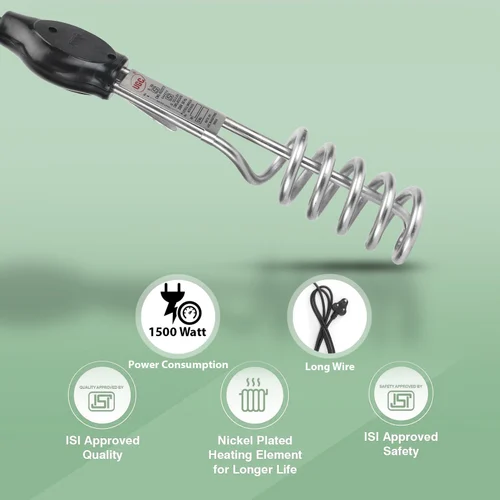 USC
1500 Watt
Power Consumption
Long Wire
QUALITY APPROVED BY
ISI
ISI Approved
Quality
Nickel Plated
Heating Element
for Longer Life
SAFETY APPROVED BY
ISI
ISI Approved
Safety